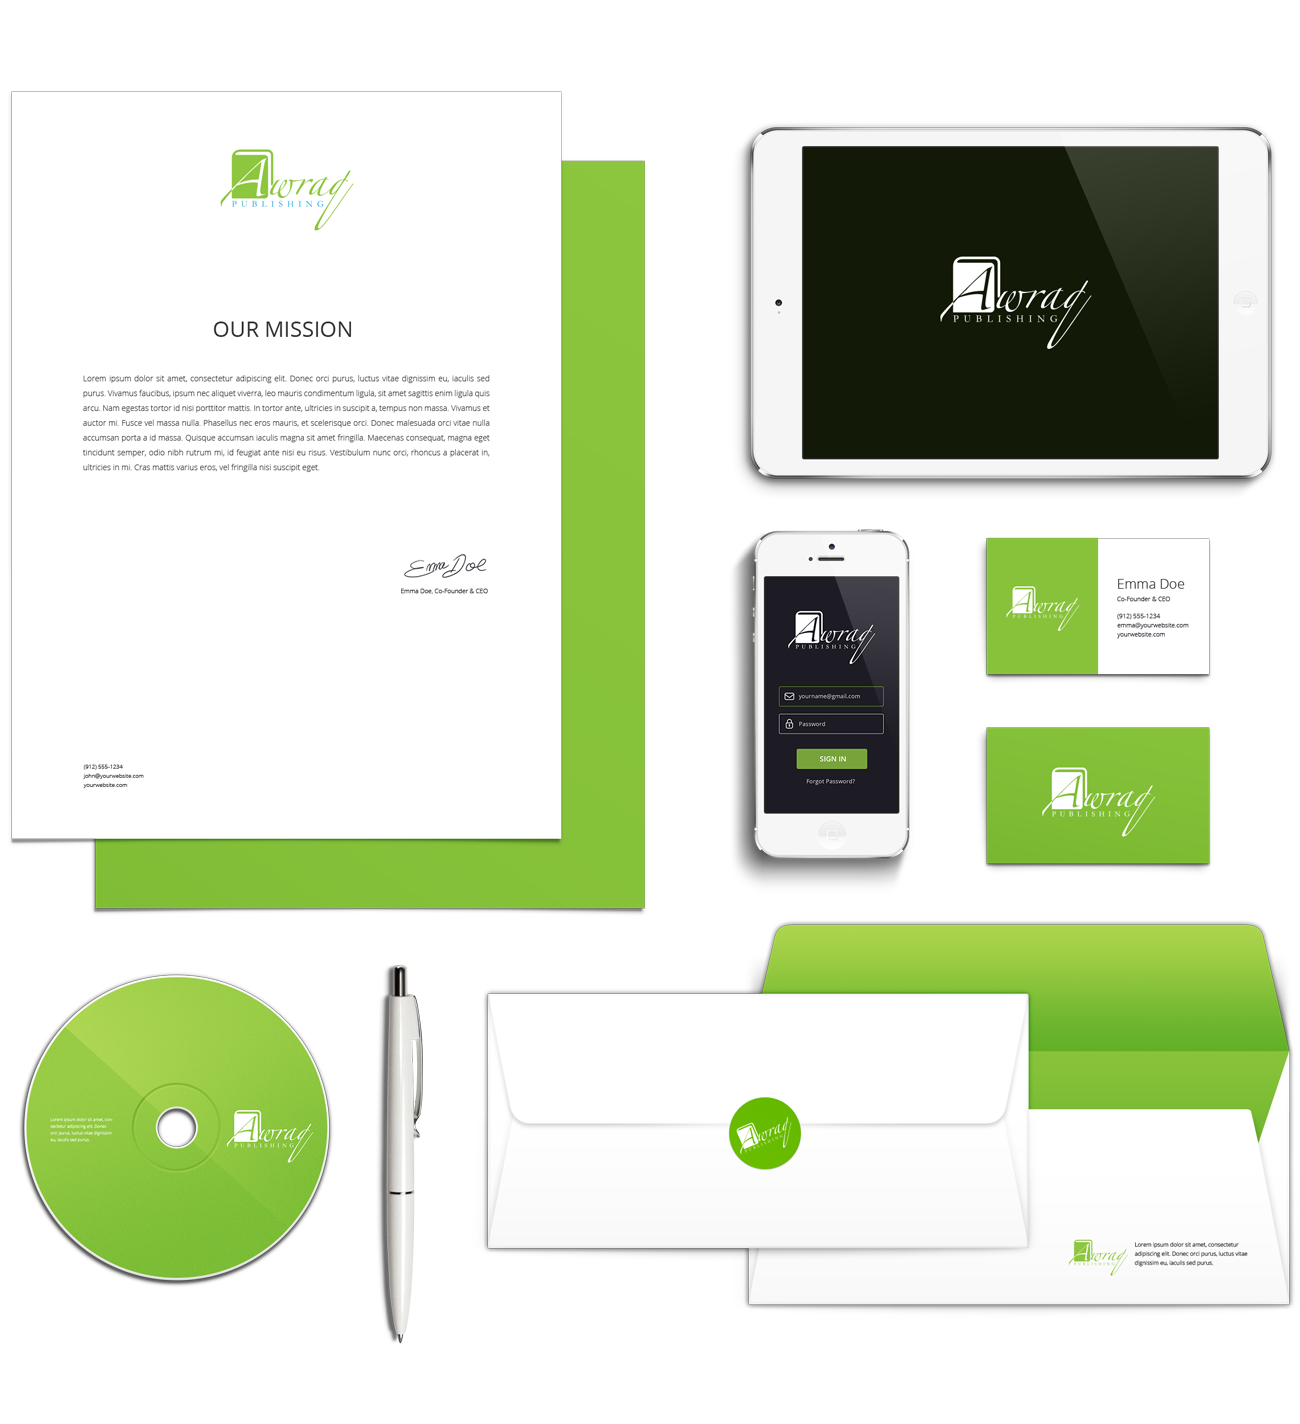 Awraq
PUBLISHING
OUR MISSION
Lorem ipsum dolor sit amet, consectetur adipiscing elit. Donec orci purus, luctus vitae dignissim eu, iaculis sed
purus. Vivamus faucibus, ipsum nec aliquet viverra, leo mauris condimentum ligula, sit amet sagittis enim ligula quis
arcu. Nam egestas tortor id nisi porttitor mattis. In tortor ante, ultricies in suscipit a, tempus non massa. Vivamus et
auctor mi. Fusce vel massa nulla. Phasellus nec eros mauris, et scelerisque orci. Donec malesuada orci vitae nulla
accumsan porta a id massa. Quisque accumsan iaculis magna sit amet fringilla. Maecenas consequat, magna eget
tincidunt semper, odio nibh rutrum mi, id feugiat ante nisi eu risus. Vestibulum nunc orci, rhoncus a placerat in,
ultricies in mi. Cras mattis varius eros, vel fringilla nisi suscipit eget.
Emma Doe
Emma Doe, Co-Founder & CEO
(912) 555-1234
john@yourwebsite.com
yourwebsite.com
Awraq
PUBLISHING
Awraq
PUBLISHING
yourname@gmail.com
Password
SIGN IN
Forgot Password?
Awraq
PUBLISHING
Emma Doe
Co-Founder & CEO
(912) 555-1234
emma@yourwebsite.com
yourwebsite.com
Awraq
PUBLISHING
Lorem ipsum dolor sit amet, con
sectetur adipiscing elit. Donec
orci purus, luctus vitae dignissim
eu, iaculis sed purus.
Awraq
PUBLISHING
Awraq
PUBLISHING
Awraq
PUBLISHING
Lorem ipsum dolor sit amet, consectetur
adipiscing elit. Donec orci purus, luctus vitae
dignissim eu, iaculis sed purus.